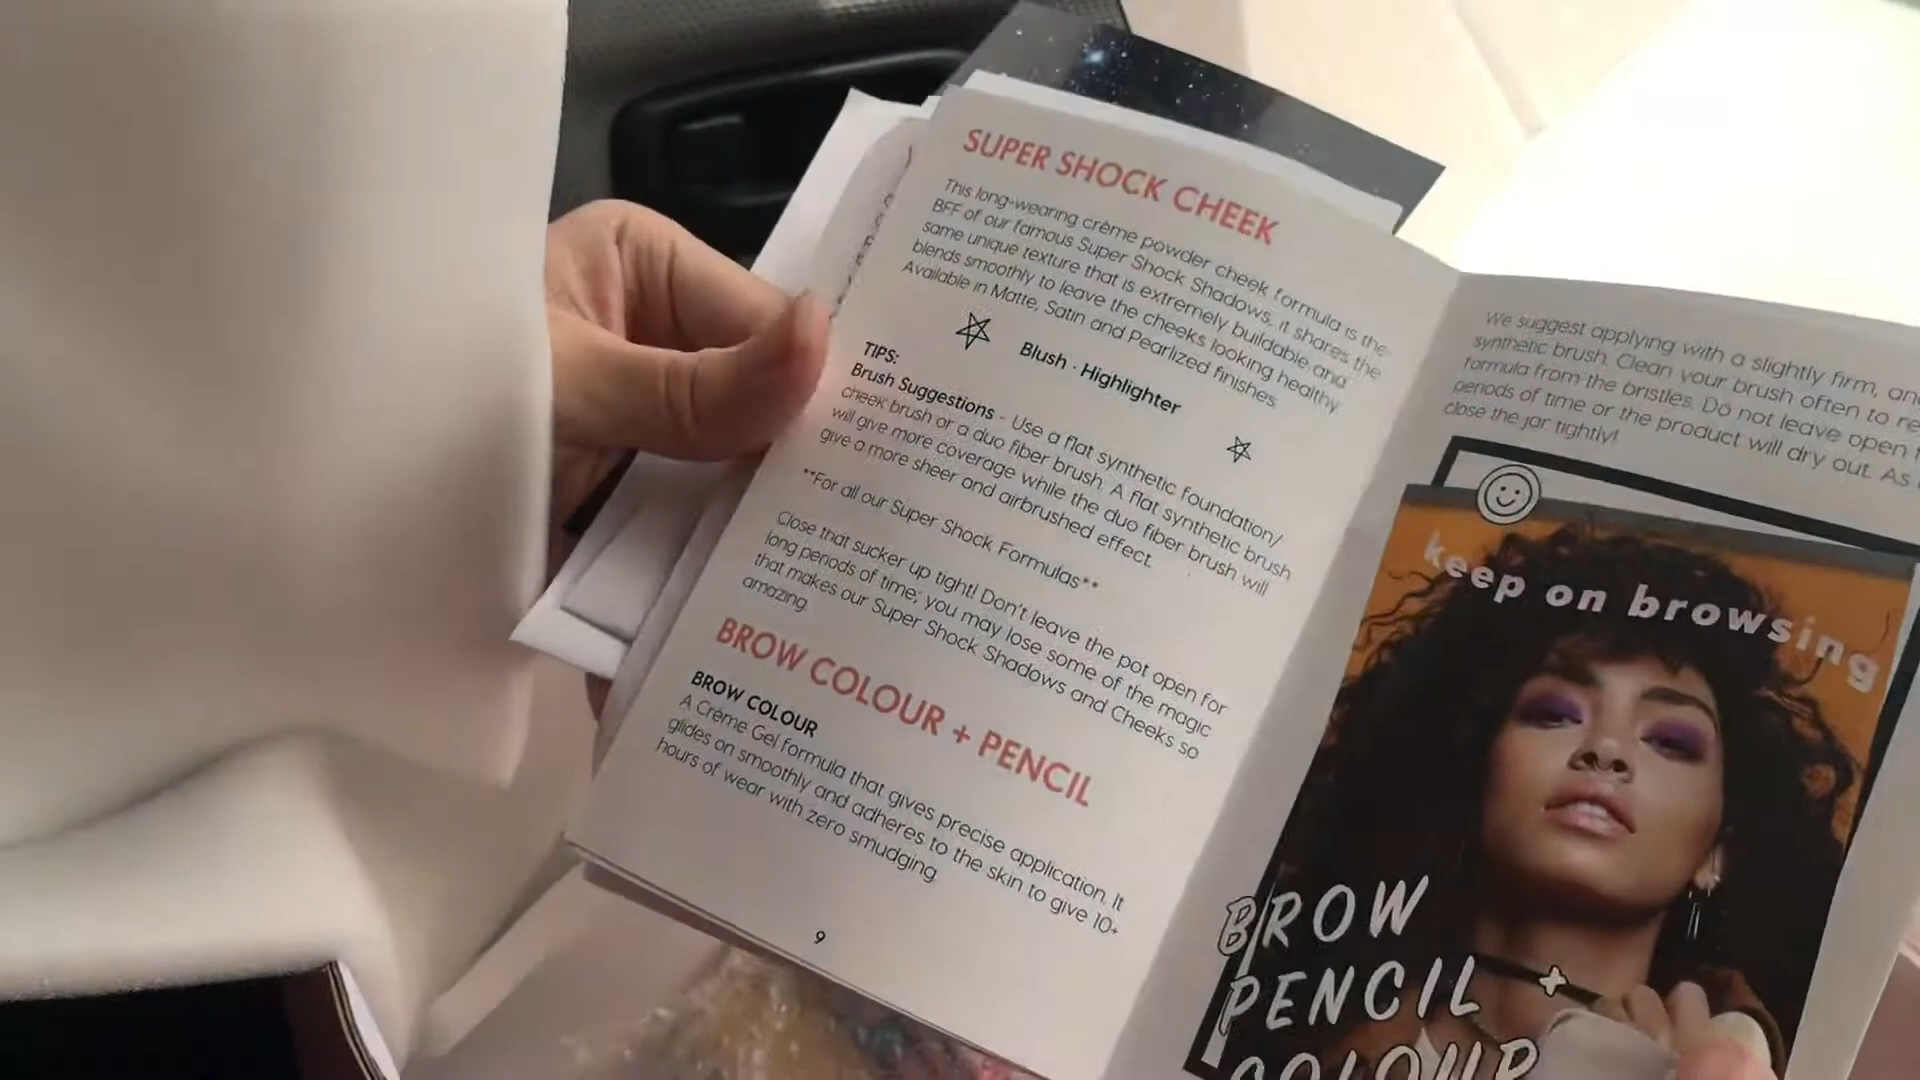 SUPER SHOCK CHEEK
This long-wearing crème powder cheek formula is the
BFF of our famous Super Shock Shadows, it shares the
same unique texture that is extremely buildable and
blends smoothly to leave the cheeks looking healthy.
Available in Matte, Satin and Pearlized finishes.
Blush · Highlighter
TIPS:
Brush Suggestions - Use a flat synthetic foundation/
cheek brush or a duo fiber brush. A flat synthetic brush
will give more coverage while the duo fiber brush will
give a more sheer and airbrushed effect.
**For all our Super Shock Formulas**
Close that sucker up tight! Don't leave the pot open for
long periods of time; you may lose some of the magic
that makes our Super Shock Shadows and Cheeks so
amazing.
BROW COLOUR + PENCIL
BROW COLOUR
A Crème Gel formula that gives precise application. It
glides on smoothly and adheres to the skin to give 10+
hours of wear with zero smudging.
9
We suggest applying with a slightly firm,
synthetic brush. Clean your brush often to
formula from the bristles. Do not leave open
periods of time or the product will dry out. As
close the jar tightly!
keep on browsing
BROW
PENCIL +
COLOUR